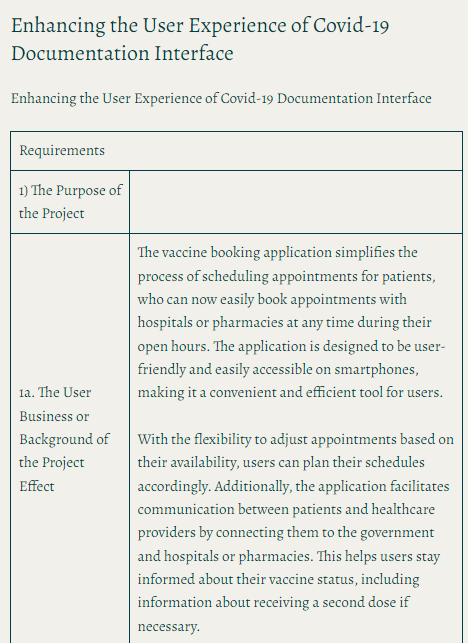 Enhancing the User Experience of Covid-19
Documentation Interface
Enhancing the User Experience of Covid-19 Documentation Interface
Requirements
1) The Purpose of
the Project
1a. The User
Business or
Background of
the Project
Effect
The vaccine booking application simplifies the
process of scheduling appointments for patients,
who can now easily book appointments with
hospitals or pharmacies at any time during their
open hours. The application is designed to be user-
friendly and easily accessible on smartphones,
making it a convenient and efficient tool for users.
With the flexibility to adjust appointments based on
their availability, users can plan their schedules
accordingly. Additionally, the application facilitates
communication between patients and healthcare
providers by connecting them to the government
and hospitals or pharmacies. This helps users stay
informed about their vaccine status, including
information about receiving a second dose if
necessary.